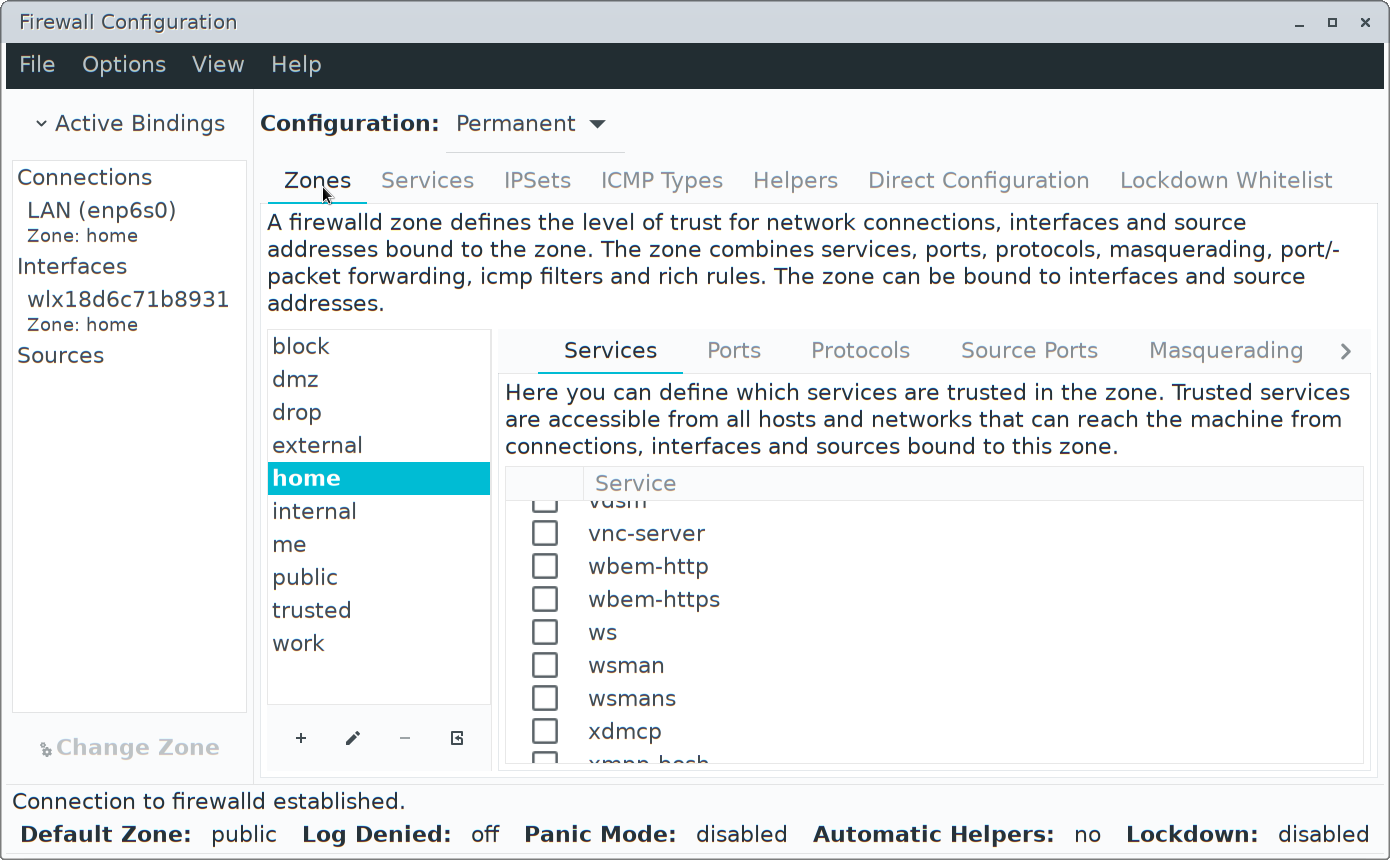 Firewall Configuration
File Options View Help
Active Bindings
Connections
LAN (enp6s0)
Zone: home
Interfaces
wlx18d6c71b8931
Zone: home
Sources
Change Zone
Configuration: Permanent
Zones Services IPSets ICMP Types Helpers Direct Configuration Lockdown Whitelist
A firewalld zone defines the level of trust for network connections, interfaces and source
addresses bound to the zone. The zone combines services, ports, protocols, masquerading, port/-
packet forwarding, icmp filters and rich rules. The zone can be bound to interfaces and source
addresses.
block
dmz
drop
external
home
internal
me
public
trusted
work
Services Ports Protocols Source Ports Masquerading
Here you can define which services are trusted in the zone. Trusted services
are accessible from all hosts and networks that can reach the machine from
connections, interfaces and sources bound to this zone.
Service
vdsm
vnc-server
wbem-http
wbem-https
ws
wsman
wsmans
xdmcp
xmpp-bosh
Connection to firewalld established.
Default Zone: public Log Denied: off Panic Mode: disabled Automatic Helpers: no Lockdown: disabled